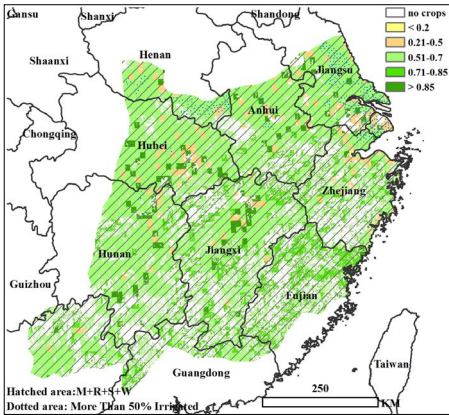 Gansu
Shanxi
Shandong
no crops
< 0.2
0.21-0.5
0.51-0.7
0.71-0.85
> 0.85
Henan
Shaanxi
Jiangsu
Anhui
Chongqing
Hubei
Zhejiang
Hunan
Jiangxi
Guizhou
Fujian
Taiwan
Guangdong
Hatched area:M+R+S+W
Dotted area: More Than 50% Irrigated
250
KM